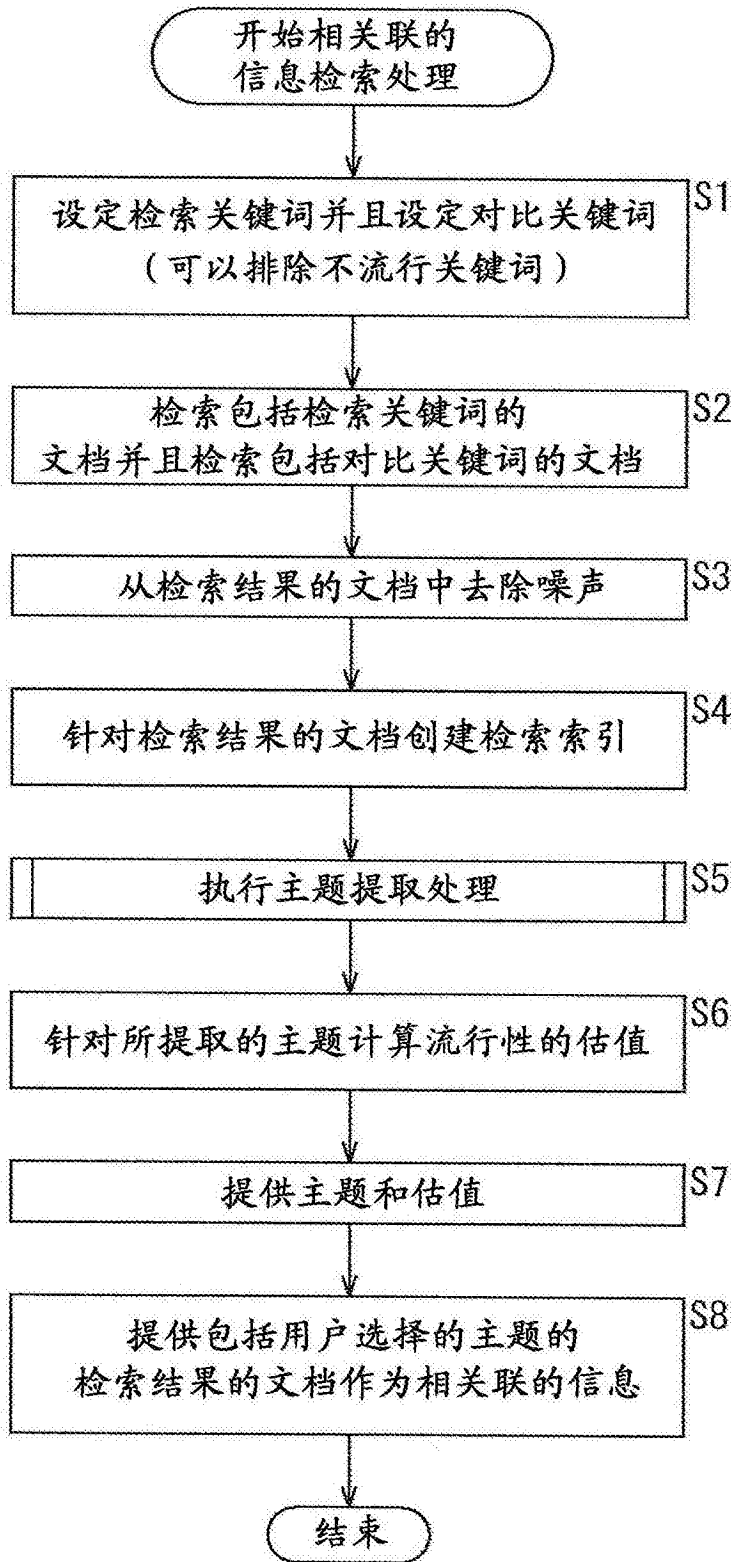 开始相关联的
信息检索处理
S1
设定检索关键词并且设定对比关键词
（可以排除不流行关键词）
S2
检索包括检索关键词的
文档并且检索包括对比关键词的文档
S3
从检索结果的文档中去除噪声
S4
针对检索结果的文档创建检索索引
S5
执行主题提取处理
S6
针对所提取的主题计算流行性的估值
S7
提供主题和估值
S8
提供包括用户选择的主题的
检索结果的文档作为相关联的信息
结束